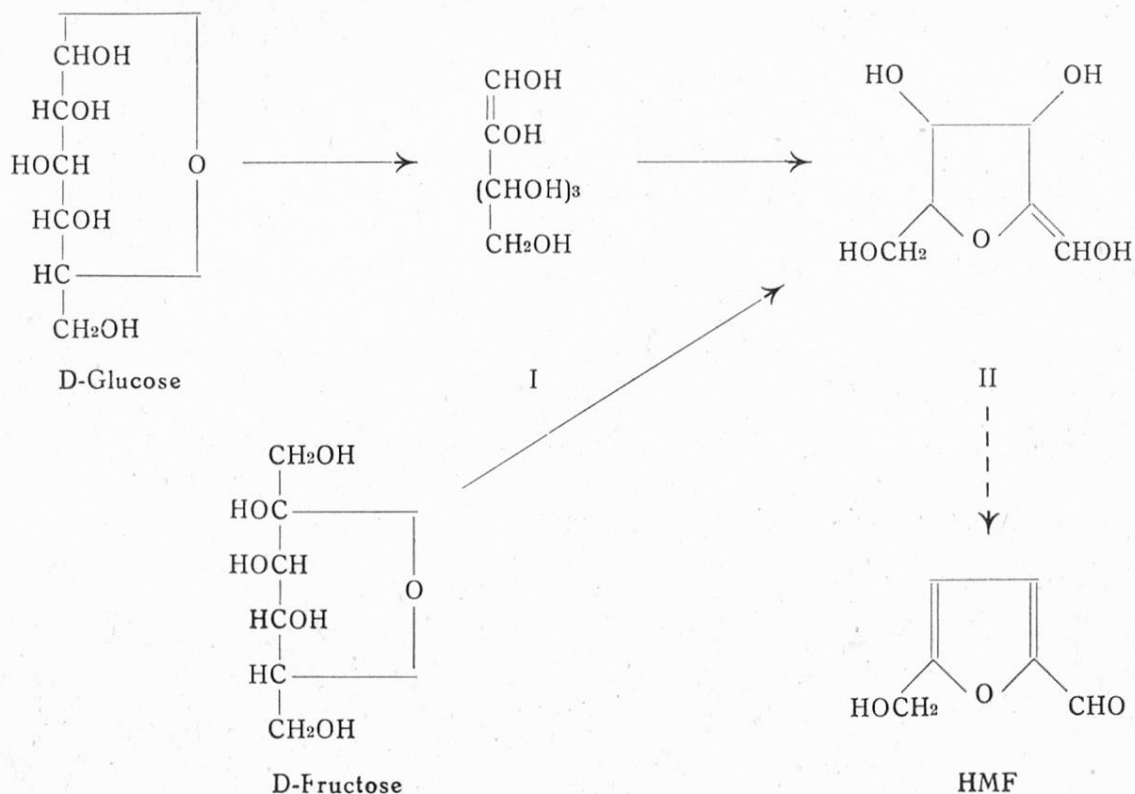 CHOH
HCOH
HOCH
O
HCOH
HC
CH₂OH
D-Glucose
CHOH
COH
(CHOH)₃
CH₂OH
I
HO
OH
HOCH₂
O
CHOH
II
CH₂OH
HOC
HOCH
O
HCOH
HC
CH₂OH
D-Fructose
HOCH₂
O
CHO
HMF